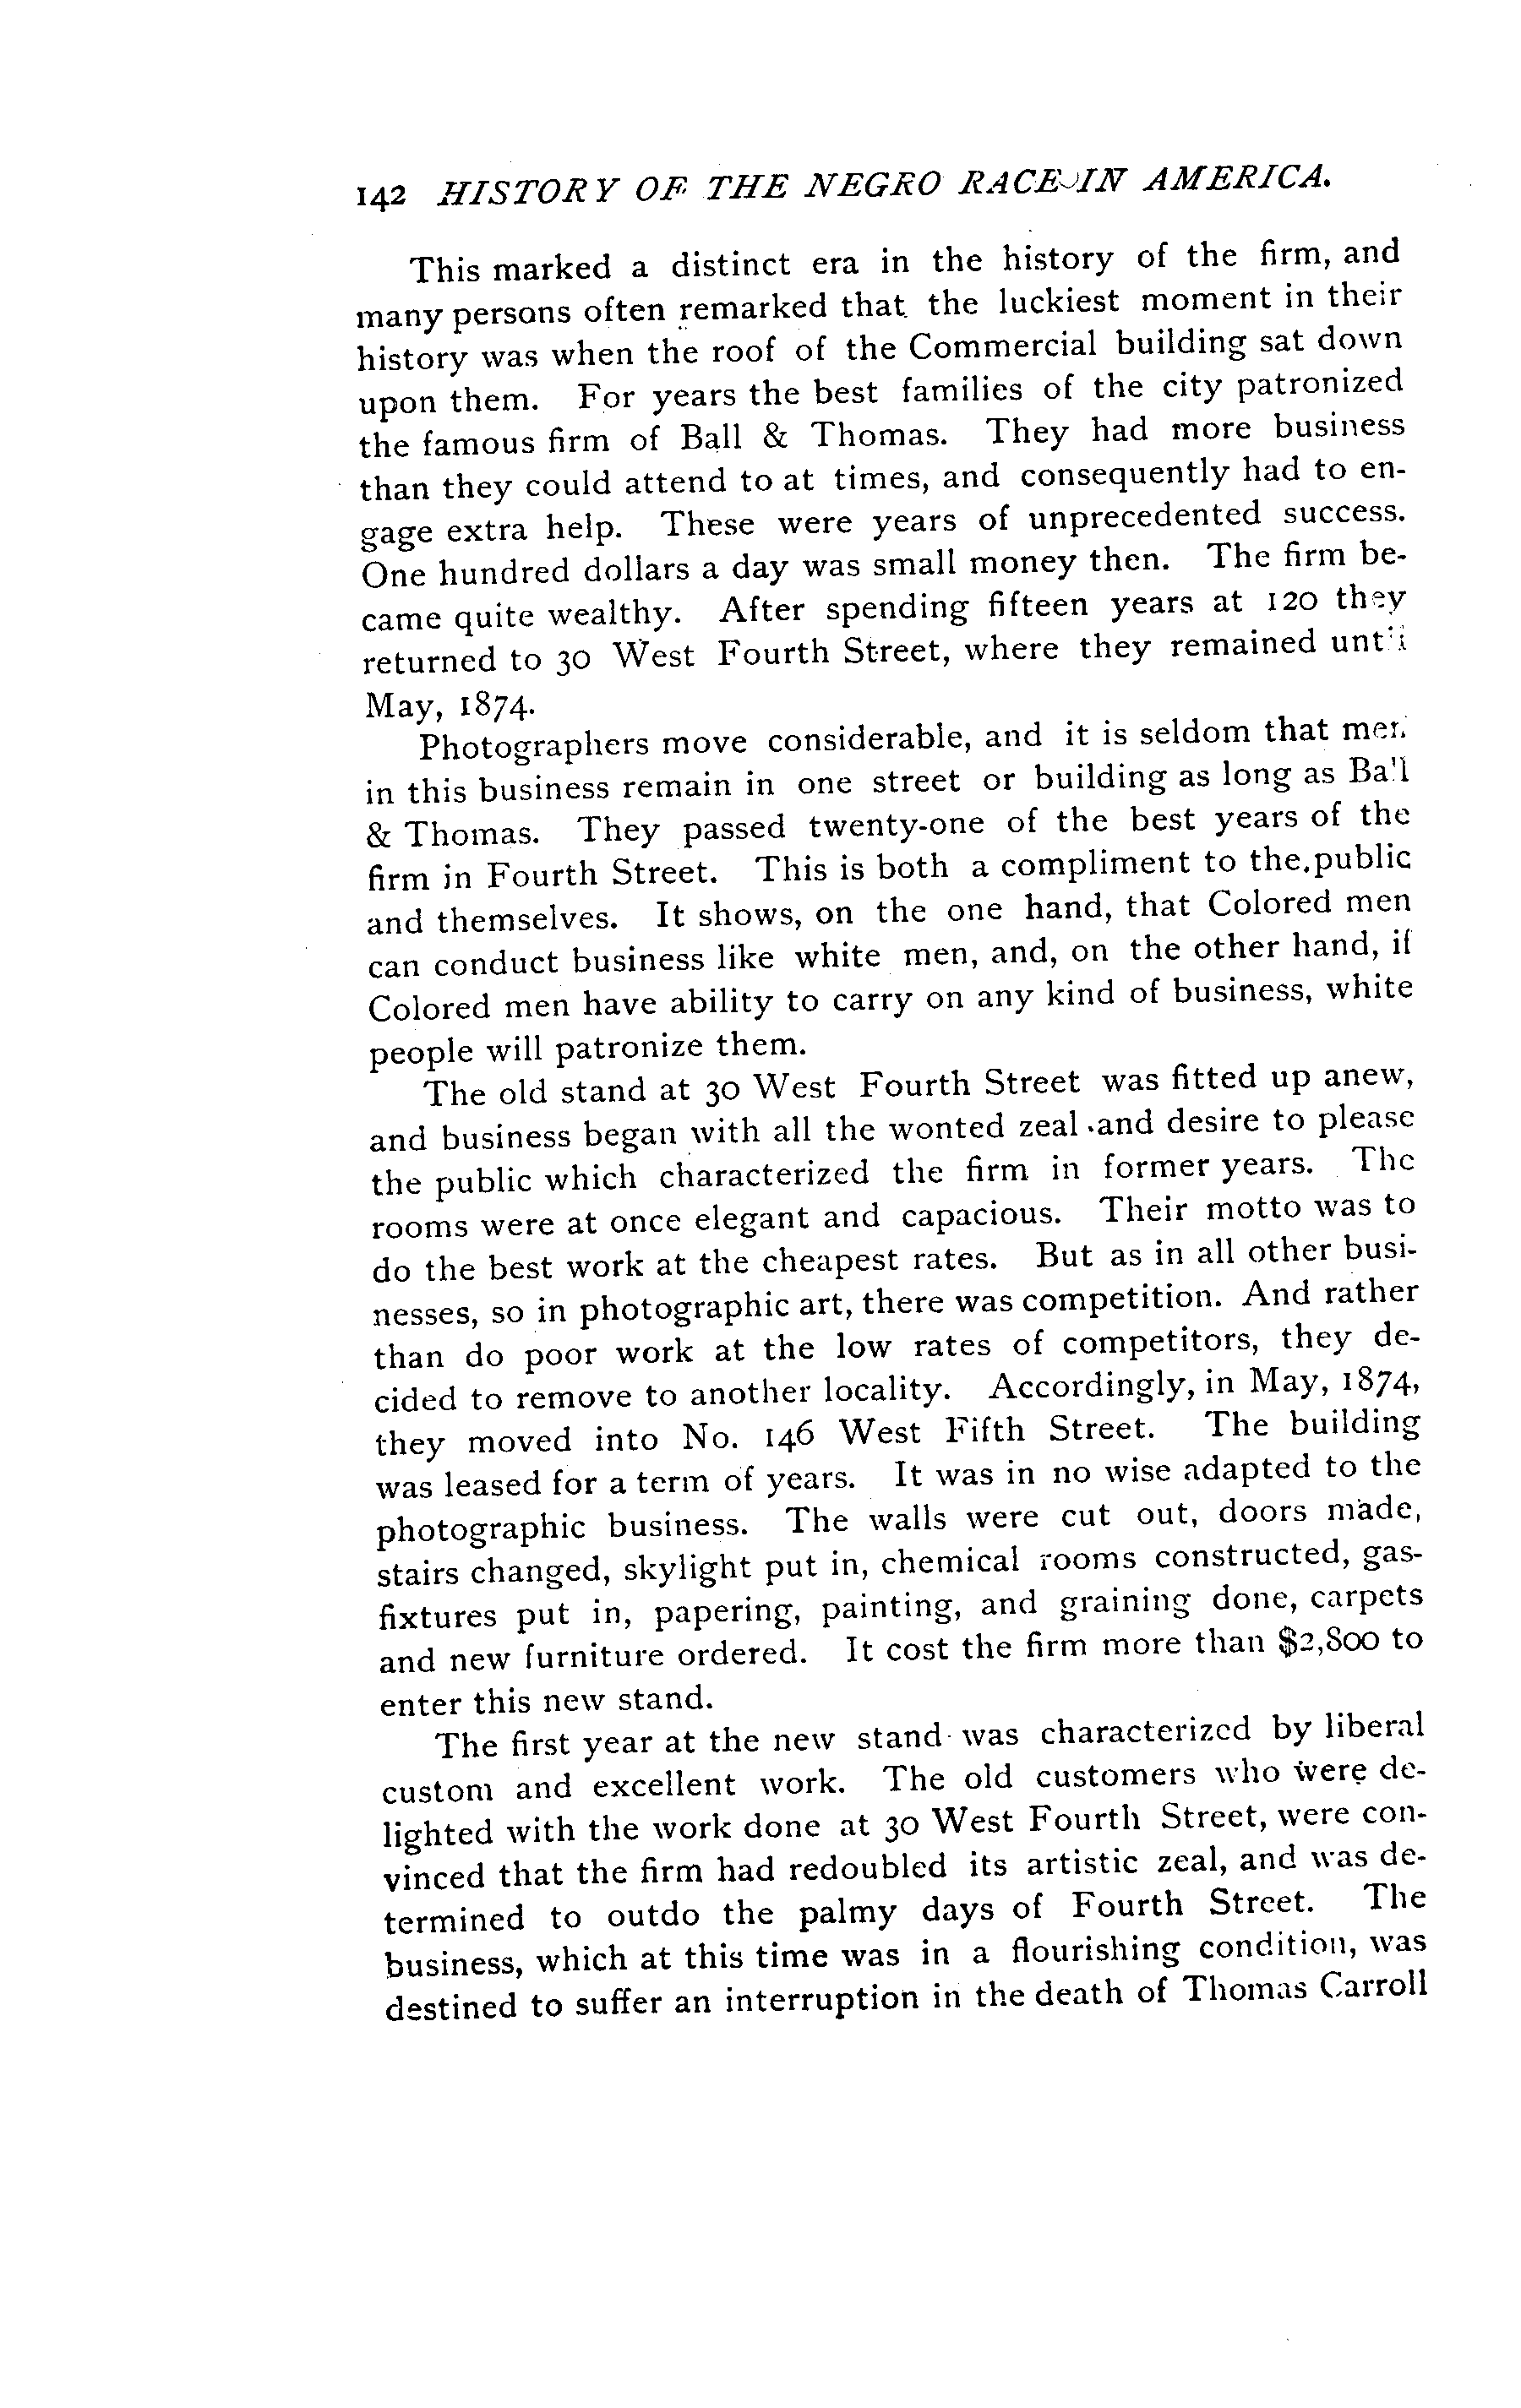 142 HISTORY OF THE NEGRO RACE IN AMERICA.
This marked a distinct era in the history of the firm, and
many persons often remarked that the luckiest moment in their
history was when the roof of the Commercial building sat down
upon them. For years the best families of the city patronized
the famous firm of Ball & Thomas. They had more business
than they could attend to at times, and consequently had to en-
gage extra help. These were years of unprecedented success.
One hundred dollars a day was small money then. The firm be-
came quite wealthy. After spending fifteen years at 120 they
returned to 30 West Fourth Street, where they remained until
May, 1874.
Photographers move considerable, and it is seldom that men
in this business remain in one street or building as long as Ball
& Thomas. They passed twenty-one of the best years of the
firm in Fourth Street. This is both a compliment to the public
and themselves. It shows, on the one hand, that Colored men
can conduct business like white men, and, on the other hand, if
Colored men have ability to carry on any kind of business, white
people will patronize them.
The old stand at 30 West Fourth Street was fitted up anew,
and business began with all the wonted zeal and desire to please
the public which characterized the firm in former years. The
rooms were at once elegant and capacious. Their motto was to
do the best work at the cheapest rates. But as in all other busi-
nesses, so in photographic art, there was competition. And rather
than do poor work at the low rates of competitors, they de-
cided to remove to another locality. Accordingly, in May, 1874,
they moved into No. 146 West Fifth Street. The building
was leased for a term of years. It was in no wise adapted to the
photographic business. The walls were cut out, doors made,
stairs changed, skylight put in, chemical rooms constructed, gas-
fixtures put in, papering, painting, and graining done, carpets
and new furniture ordered. It cost the firm more than $2,800 to
enter this new stand.
The first year at the new stand was characterized by liberal
custom and excellent work. The old customers who were de-
lighted with the work done at 30 West Fourth Street, were con-
vinced that the firm had redoubled its artistic zeal, and was de-
termined to outdo the palmy days of Fourth Street. The
business, which at this time was in a flourishing condition, was
destined to suffer an interruption in the death of Thomas Carroll